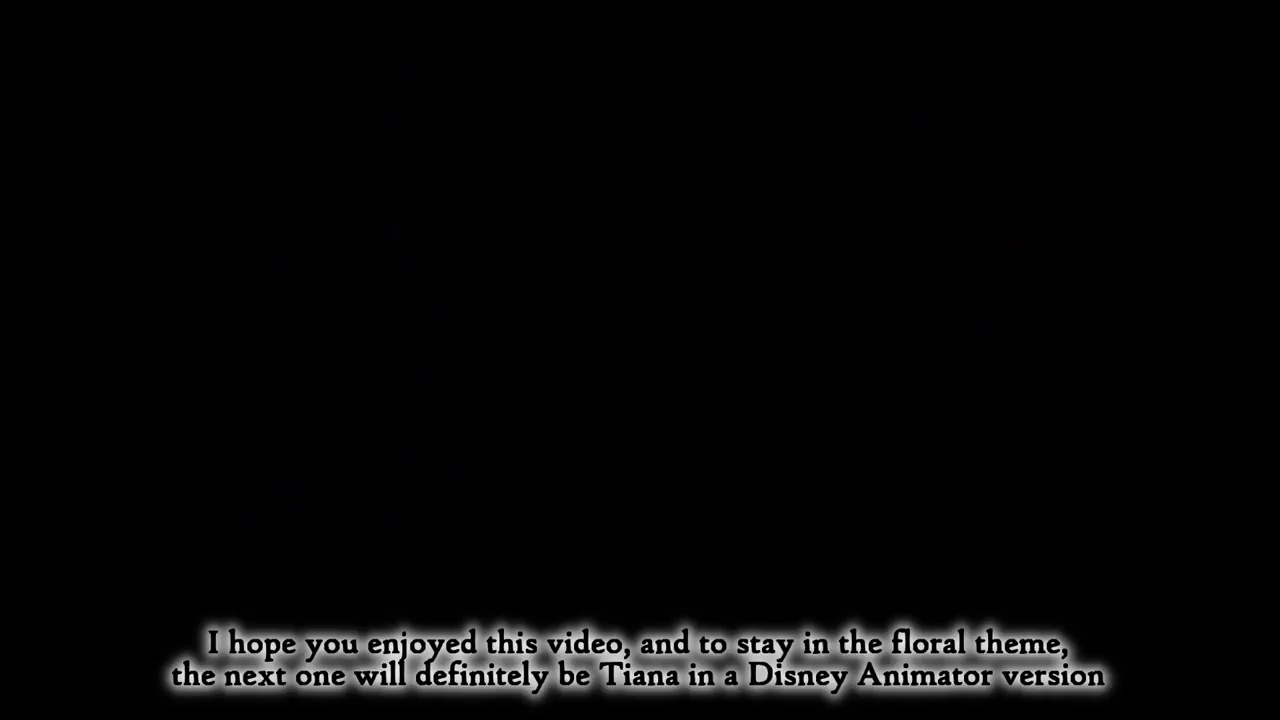 I hope you enjoyed this video, and to stay in the floral theme,
the next one will definitely be Tiana in a Disney Animator version